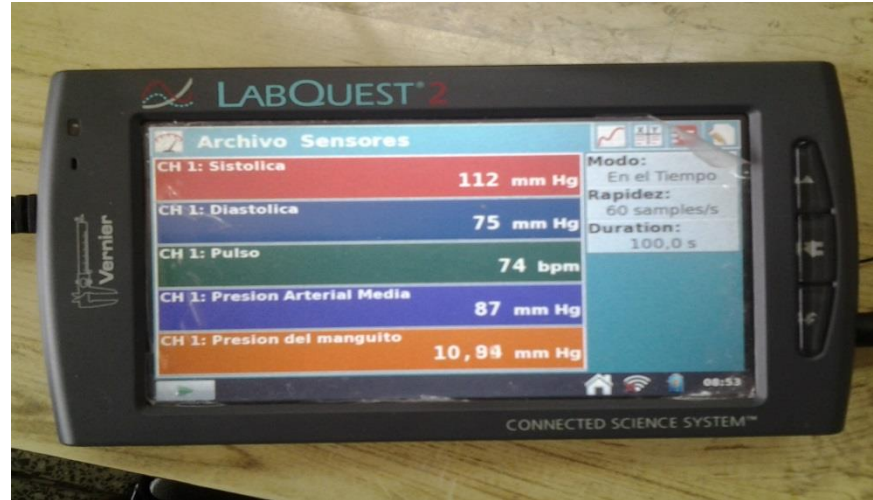 LABQUEST® 2
Vernier
Archivo Sensores
CH 1: Sistolica
112 mm Hg
CH 1: Diastolica
75 mm Hg
CH 1: Pulso
74 bpm
CH 1: Presion Arterial Media
87 mm Hg
CH 1: Presion del manguito
10,94 mm Hg
Modo:
En el Tiempo
Rapidez:
60 samples/s
Duration:
100,0 s
08:53
CONNECTED SCIENCE SYSTEM™